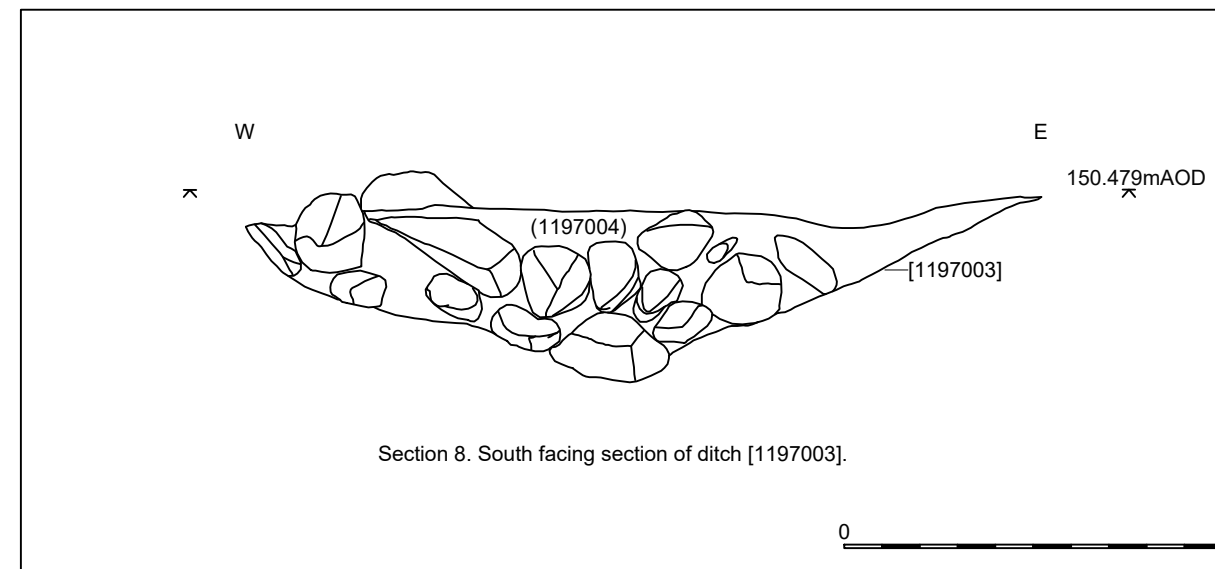 W
E
150.479mAOD
(1197004)
[1197003]
Section 8. South facing section of ditch [1197003].
0